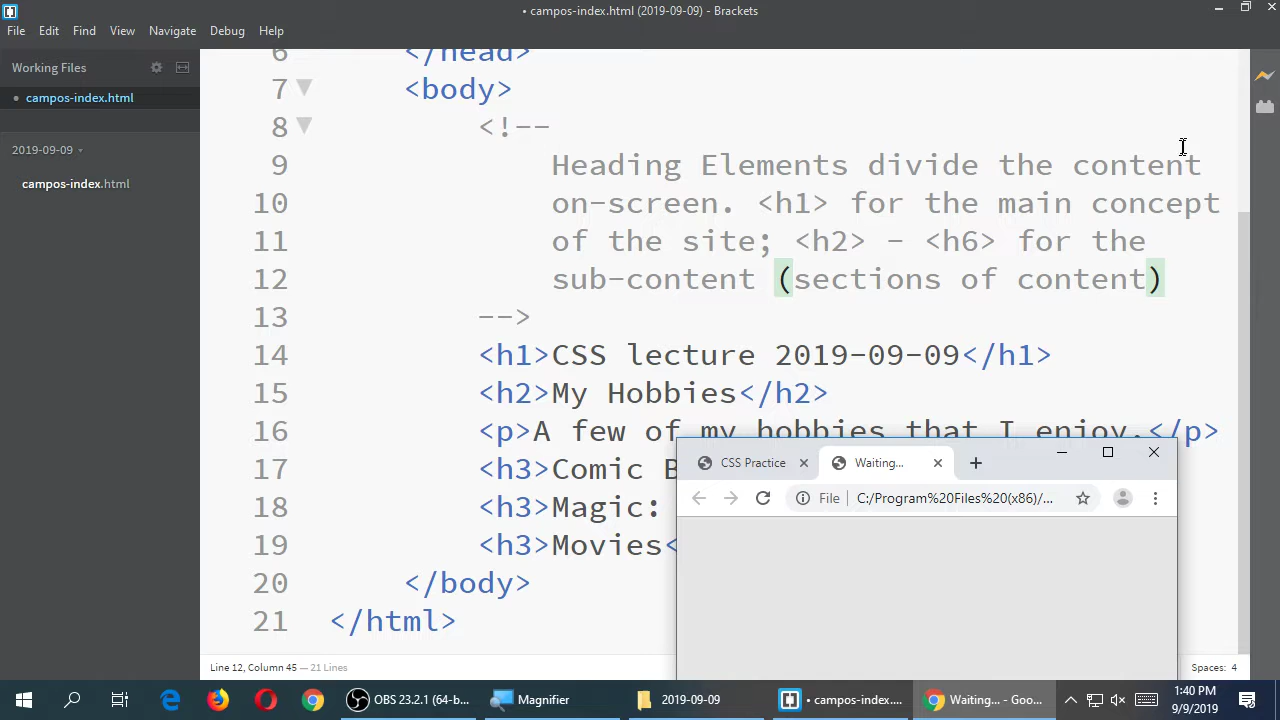 • campos-index.html (2019-09-09) - Brackets
File Edit Find View Navigate Debug Help
Working Files
• campos-index.html
2019-09-09
campos-index.html
6 </head>
7 <body>
8 <!--
9 Heading Elements divide the content
10 on-screen. <h1> for the main concept
11 of the site; <h2> - <h6> for the
12 sub-content (sections of content)
13 -->
14 <h1>CSS lecture 2019-09-09</h1>
15 <h2>My Hobbies</h2>
16 <p>A few of my hobbies that I enjoy.</p>
17 <h3>Comic B
18 <h3>Magic:
19 <h3>Movies<
20 </body>
21 </html>
CSS Practice
Waiting...
File C:/Program%20Files%20(x86)/...
Line 12, Column 45 — 21 Lines
Spaces: 4
OBS 23.2.1 (64-b...
Magnifier
2019-09-09
• campos-index....
Waiting... - Goo...
1:40 PM
9/9/2019